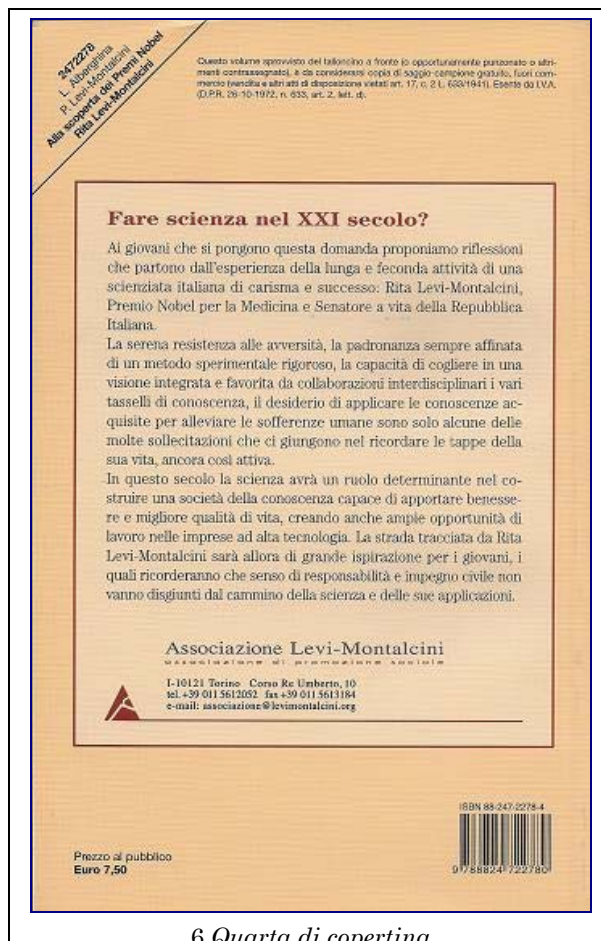 2472278
L. Alberghina
P. Levi-Montalcini
Alla scoperta dei Premi Nobel
Rita Levi-Montalcini
Questo volume sprovvisto del talloncino a fronte (o opportunamente punzonato o altri-
menti contrassegnato), è da considerarsi copia di saggio-campione gratuito, fuori com-
mercio (vendita e altri atti di disposizione vietati art. 17, c. 2 L. 633/1941). Esente da I.V.A.
(D.P.R. 26-10-1972, n. 633, art. 2, lett. d).
Fare scienza nel XXI secolo?
Ai giovani che si pongono questa domanda proponiamo riflessioni
che partono dall'esperienza della lunga e feconda attività di una
scienziata italiana di carisma e successo: Rita Levi-Montalcini,
Premio Nobel per la Medicina e Senatore a vita della Repubblica
Italiana.
La serena resistenza alle avversità, la padronanza sempre affinata
di un metodo sperimentale rigoroso, la capacità di cogliere in una
visione integrata e favorita da collaborazioni interdisciplinari i vari
tasselli di conoscenza, il desiderio di applicare le conoscenze ac-
quisite per alleviare le sofferenze umane sono solo alcune delle
molte sollecitazioni che ci giungono nel ricordare le tappe della
sua vita, ancora così attiva.
In questo secolo la scienza avrà un ruolo determinante nel co-
struire una società della conoscenza capace di apportare benesse-
re e migliore qualità di vita, creando anche ampie opportunità di
lavoro nelle imprese ad alta tecnologia. La strada tracciata da Rita
Levi-Montalcini sarà allora di grande ispirazione per i giovani, i
quali ricorderanno che senso di responsabilità e impegno civile non
vanno disgiunti dal cammino della scienza e delle sue applicazioni.
Associazione Levi-Montalcini
associazione di promozione sociale
I-10121 Torino Corso Re Umberto, 10
tel. +39 011 5612052 fax +39 011 5613184
e-mail: associazione@levimontalcini.org
ISBN 88-247-2278-4
9 788824 722780
Prezzo al pubblico
Euro 7,50
6 Quarta di copertina